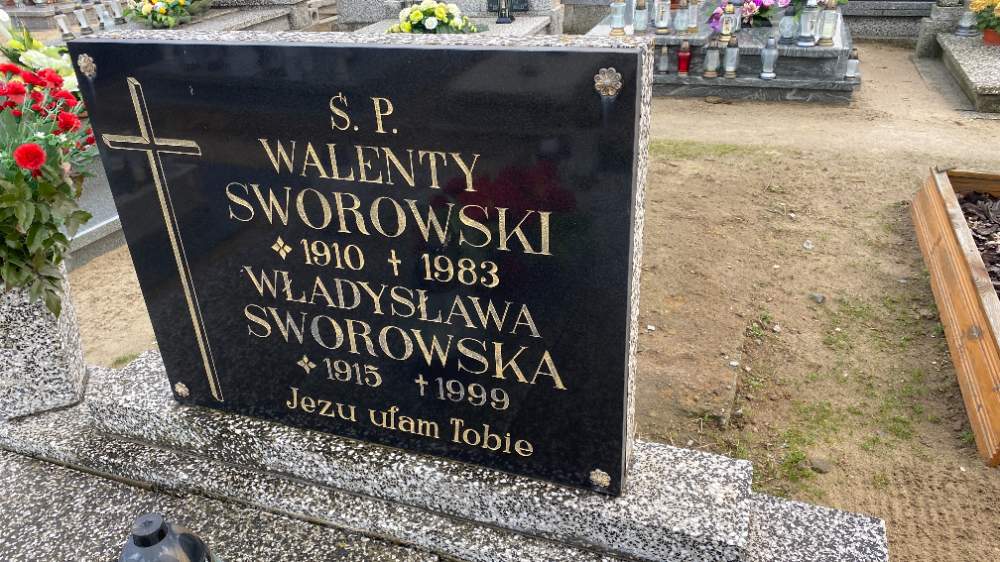 Ś. P.
WALENTY
SWOROWSKI
1910 † 1983
WŁADYSŁAWA
SWOROWSKA
1915 † 1999
Jezu ufam Tobie